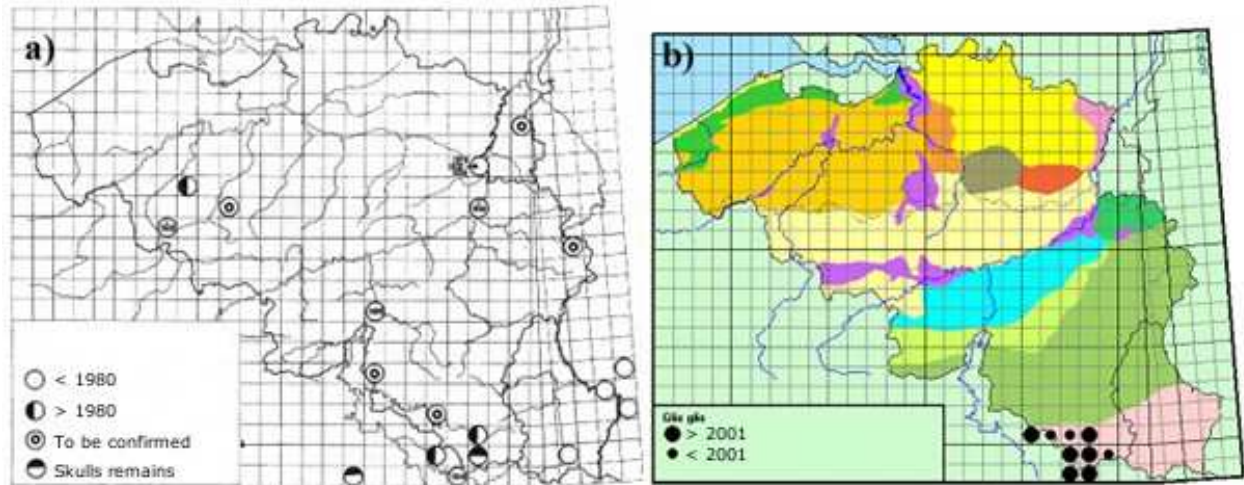 a)
< 1980
> 1980
To be confirmed
Skulls remains
b)
Glis glis
> 2001
< 2001